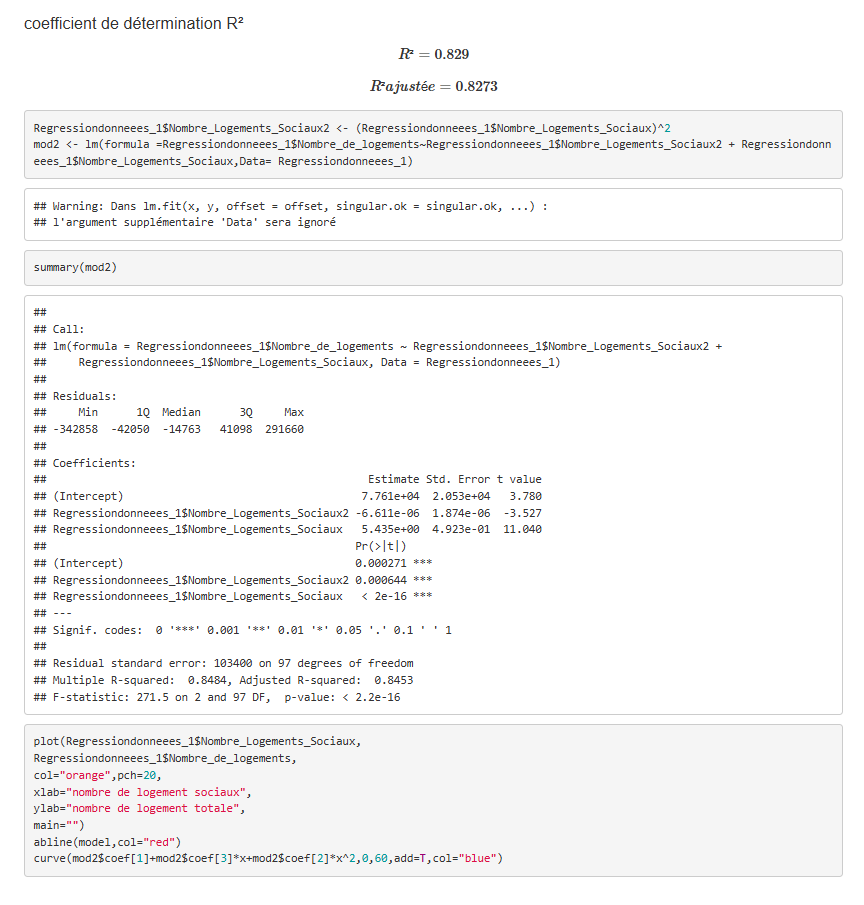 coefficient de détermination R²
R² = 0.829
R²ajustée = 0.8273
Regressiondonneees_1$Nombre_Logements_Sociaux2 <- (Regressiondonneees_1$Nombre_Logements_Sociaux)^2
mod2 <- lm(formula =Regressiondonneees_1$Nombre_de_logements~Regressiondonneees_1$Nombre_Logements_Sociaux2 + Regressiondonn
eees_1$Nombre_Logements_Sociaux,Data= Regressiondonneees_1)
## Warning: Dans lm.fit(x, y, offset = offset, singular.ok = singular.ok, ...) :
## l'argument supplémentaire 'Data' sera ignoré
summary(mod2)
##
## Call:
## lm(formula = Regressiondonneees_1$Nombre_de_logements ~ Regressiondonneees_1$Nombre_Logements_Sociaux2 +
##     Regressiondonneees_1$Nombre_Logements_Sociaux, Data = Regressiondonneees_1)
##
## Residuals:
##     Min      1Q  Median      3Q     Max
## -342858  -42050  -14763   41098  291660
##
## Coefficients:
##                                                  Estimate Std. Error t value
## (Intercept)                                     7.761e+04  2.053e+04   3.780
## Regressiondonneees_1$Nombre_Logements_Sociaux2 -6.611e-06  1.874e-06  -3.527
## Regressiondonneees_1$Nombre_Logements_Sociaux   5.435e+00  4.923e-01  11.040
##                                                Pr(>|t|)
## (Intercept)                                    0.000271 ***
## Regressiondonneees_1$Nombre_Logements_Sociaux2 0.000644 ***
## Regressiondonneees_1$Nombre_Logements_Sociaux   < 2e-16 ***
## ---
## Signif. codes:  0 '***' 0.001 '**' 0.01 '*' 0.05 '.' 0.1 ' ' 1
##
## Residual standard error: 103400 on 97 degrees of freedom
## Multiple R-squared:  0.8484, Adjusted R-squared:  0.8453
## F-statistic: 271.5 on 2 and 97 DF,  p-value: < 2.2e-16
plot(Regressiondonneees_1$Nombre_Logements_Sociaux,
Regressiondonneees_1$Nombre_de_logements,
col="orange",pch=20,
xlab="nombre de logement sociaux",
ylab="nombre de logement totale",
main="")
abline(model,col="red")
curve(mod2$coef[1]+mod2$coef[3]*x+mod2$coef[2]*x^2,0,60,add=T,col="blue")